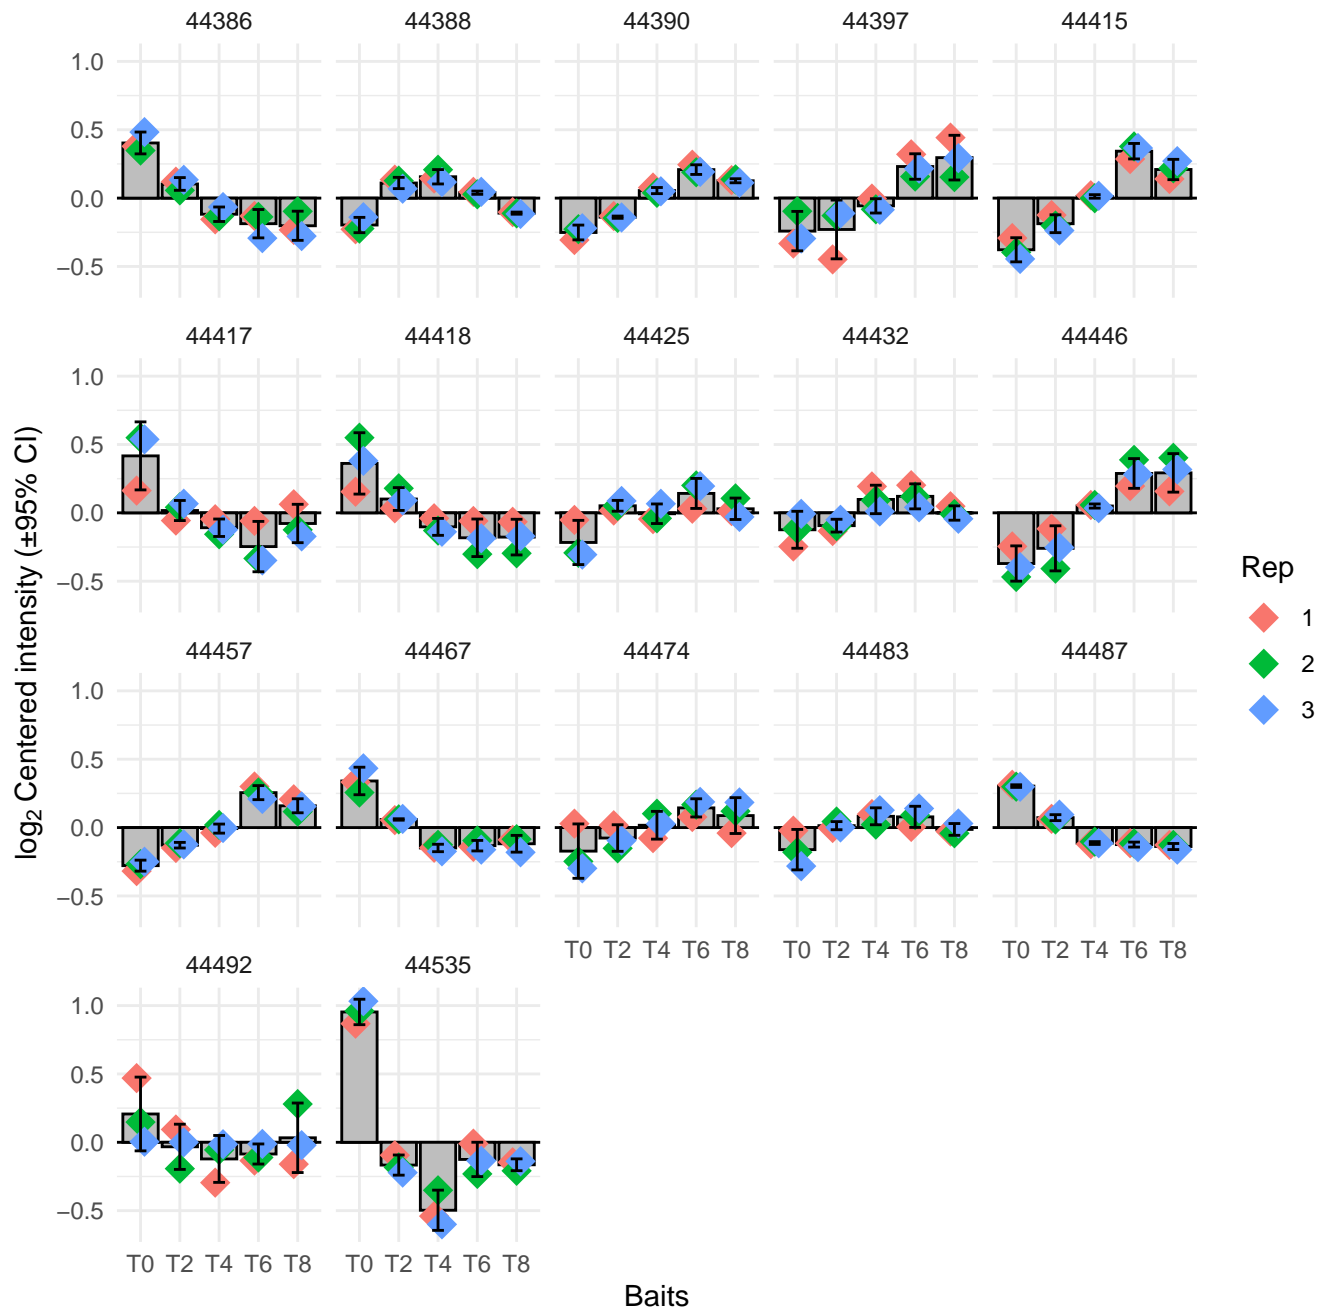 44386 44388 44390 44397 44415
1.0
0.5
0.0
−0.5
44417 44418 44425 44432 44446
1.0
0.5
0.0
−0.5
44457 44467 44474 44483 44487
1.0
0.5
0.0
−0.5
T0 T2 T4 T6 T8 T0 T2 T4 T6 T8 T0 T2 T4 T6 T8
44492 44535
1.0
0.5
0.0
−0.5
T0 T2 T4 T6 T8 T0 T2 T4 T6 T8
Baits
log2 Centered intensity (±95% CI)
Rep
1
2
3